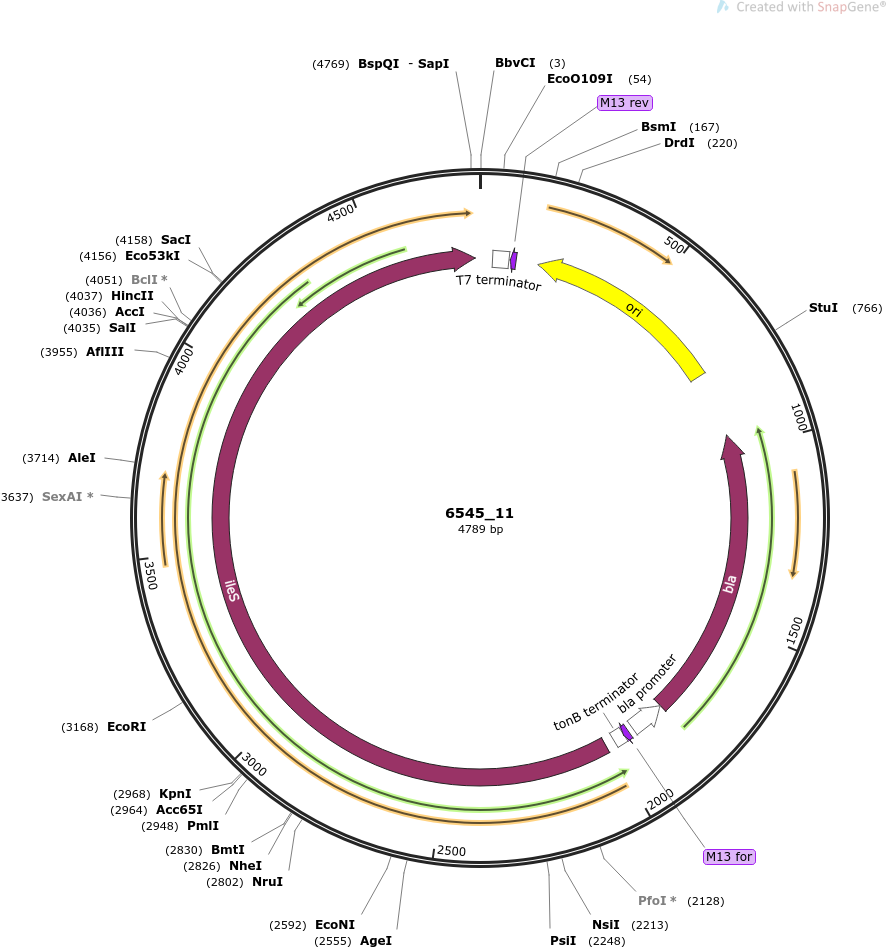 Created with SnapGene®
(4769) BspQI - SapI
BbvCI (3)
EcoO109I (54)
M13 rev
BsmI (167)
DrdI (220)
500
StuI (766)
1000
1500
2000
M13 for
PfoI * (2128)
NsiI (2213)
PsiI (2248)
2500
(2555) AgeI
(2592) EcoNI
(2802) NruI
(2826) NheI
(2830) BmtI
(2948) PmlI
(2964) Acc65I
(2968) KpnI
3000
(3168) EcoRI
3500
3637) SexAI *
(3714) AleI
(3955) AflIII
4000
(4035) SalI
(4036) AccI
(4037) HincII
(4051) BclI *
(4156) Eco53kI
(4158) SacI
4500
T7 terminator
ori
bla
bla promoter
tonB terminator
ileS
6545_11
4789 bp